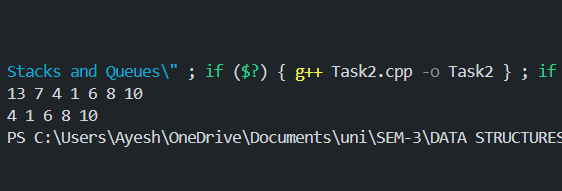 Stacks and Queues\" ; if ($?) { g++ Task2.cpp -o Task2 } ; if
13 7 4 1 6 8 10
4 1 6 8 10
PS C:\Users\Ayesh\OneDrive\Documents\uni\SEM-3\DATA STRUCTURES